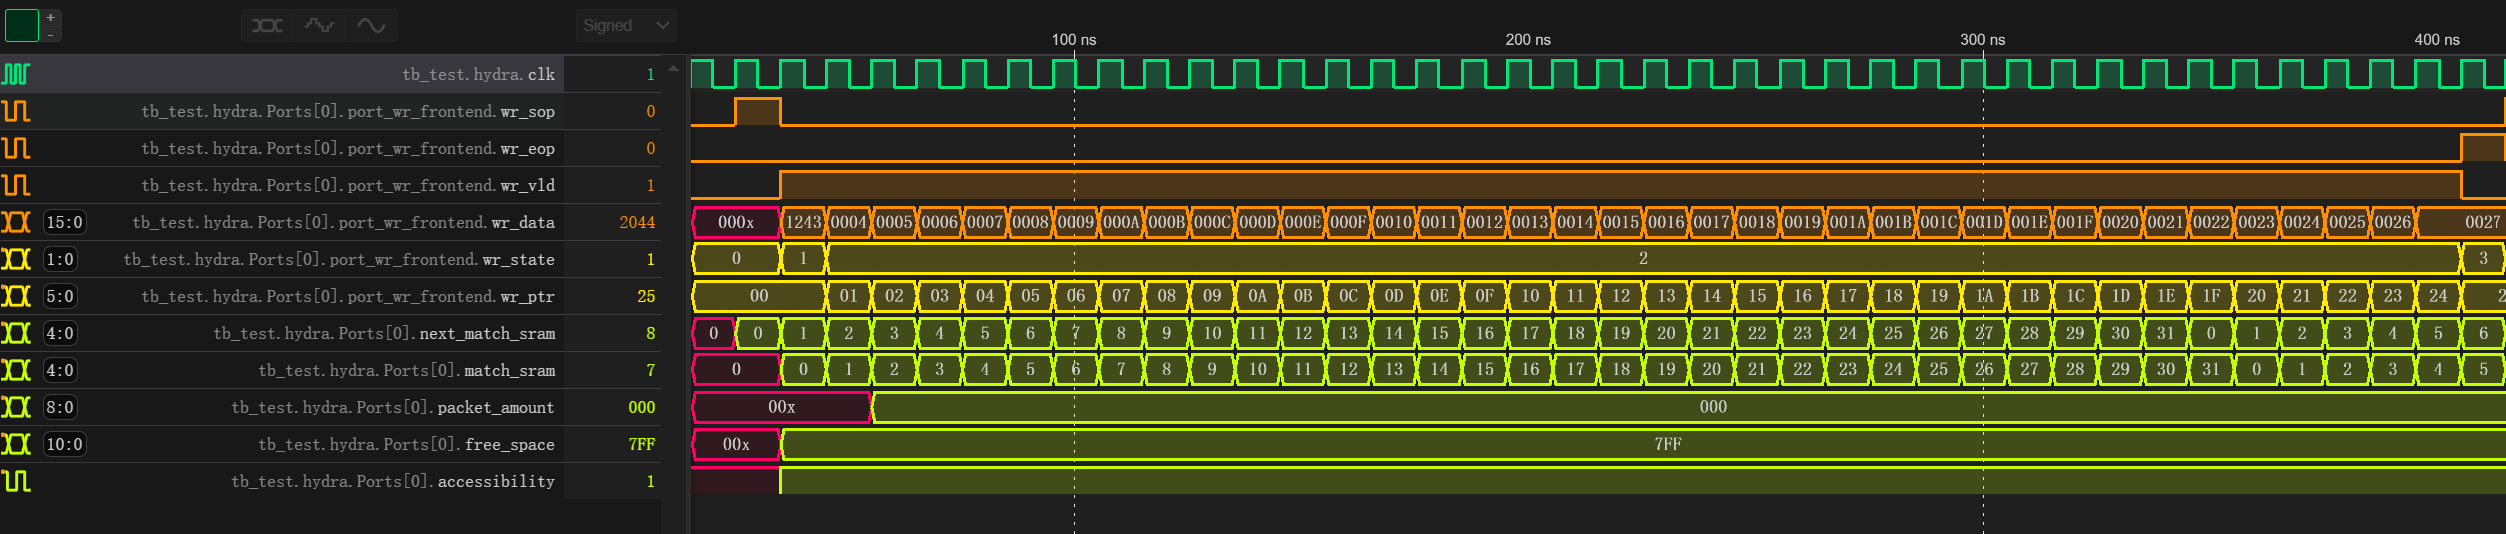 +
-
Signed
100 ns 200 ns 300 ns 400 ns
tb_test.hydra.clk 1
tb_test.hydra.Ports[0].port_wr_frontend.wr_sop 0
tb_test.hydra.Ports[0].port_wr_frontend.wr_eop 0
tb_test.hydra.Ports[0].port_wr_frontend.wr_vld 1
15:0 tb_test.hydra.Ports[0].port_wr_frontend.wr_data 2044 000x 1243 0004 0005 0006 0007 0008 0009 000A 000B 000C 000D 000E 000F 0010 0011 0012 0013 0014 0015 0016 0017 0018 0019 001A 001B 001C 001D 001E 001F 0020 0021 0022 0023 0024 0025 0026 0027
1:0 tb_test.hydra.Ports[0].port_wr_frontend.wr_state 1 0 1 2 3
5:0 tb_test.hydra.Ports[0].port_wr_frontend.wr_ptr 25 00 01 02 03 04 05 06 07 08 09 0A 0B 0C 0D 0E 0F 10 11 12 13 14 15 16 17 18 19 1A 1B 1C 1D 1E 1F 20 21 22 23 24 2
4:0 tb_test.hydra.Ports[0].next_match_sram 8 0 0 1 2 3 4 5 6 7 8 9 10 11 12 13 14 15 16 17 18 19 20 21 22 23 24 25 26 27 28 29 30 31 0 1 2 3 4 5 6
4:0 tb_test.hydra.Ports[0].match_sram 7 0 0 1 2 3 4 5 6 7 8 9 10 11 12 13 14 15 16 17 18 19 20 21 22 23 24 25 26 27 28 29 30 31 0 1 2 3 4 5
8:0 tb_test.hydra.Ports[0].packet_amount 000 00x 000
10:0 tb_test.hydra.Ports[0].free_space 7FF 00x 7FF
tb_test.hydra.Ports[0].accessibility 1